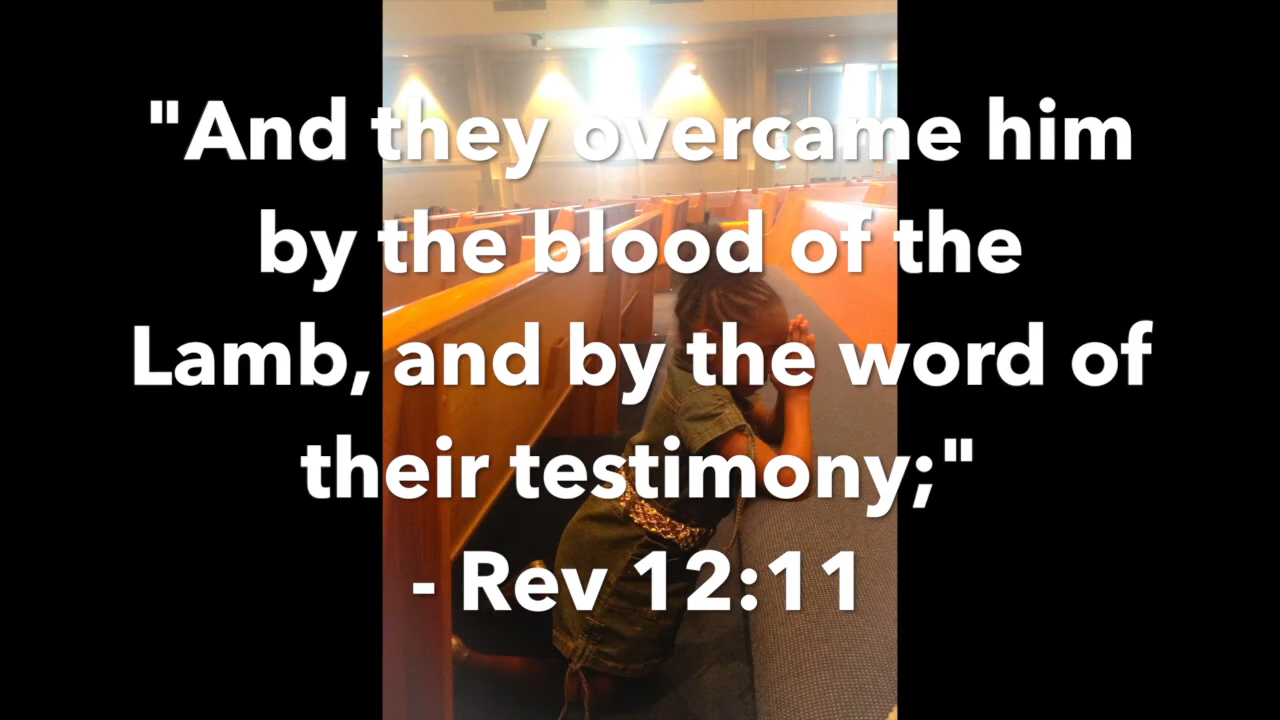 "And they overcame him
by the blood of the
Lamb, and by the word of
their testimony;"
- Rev 12:11